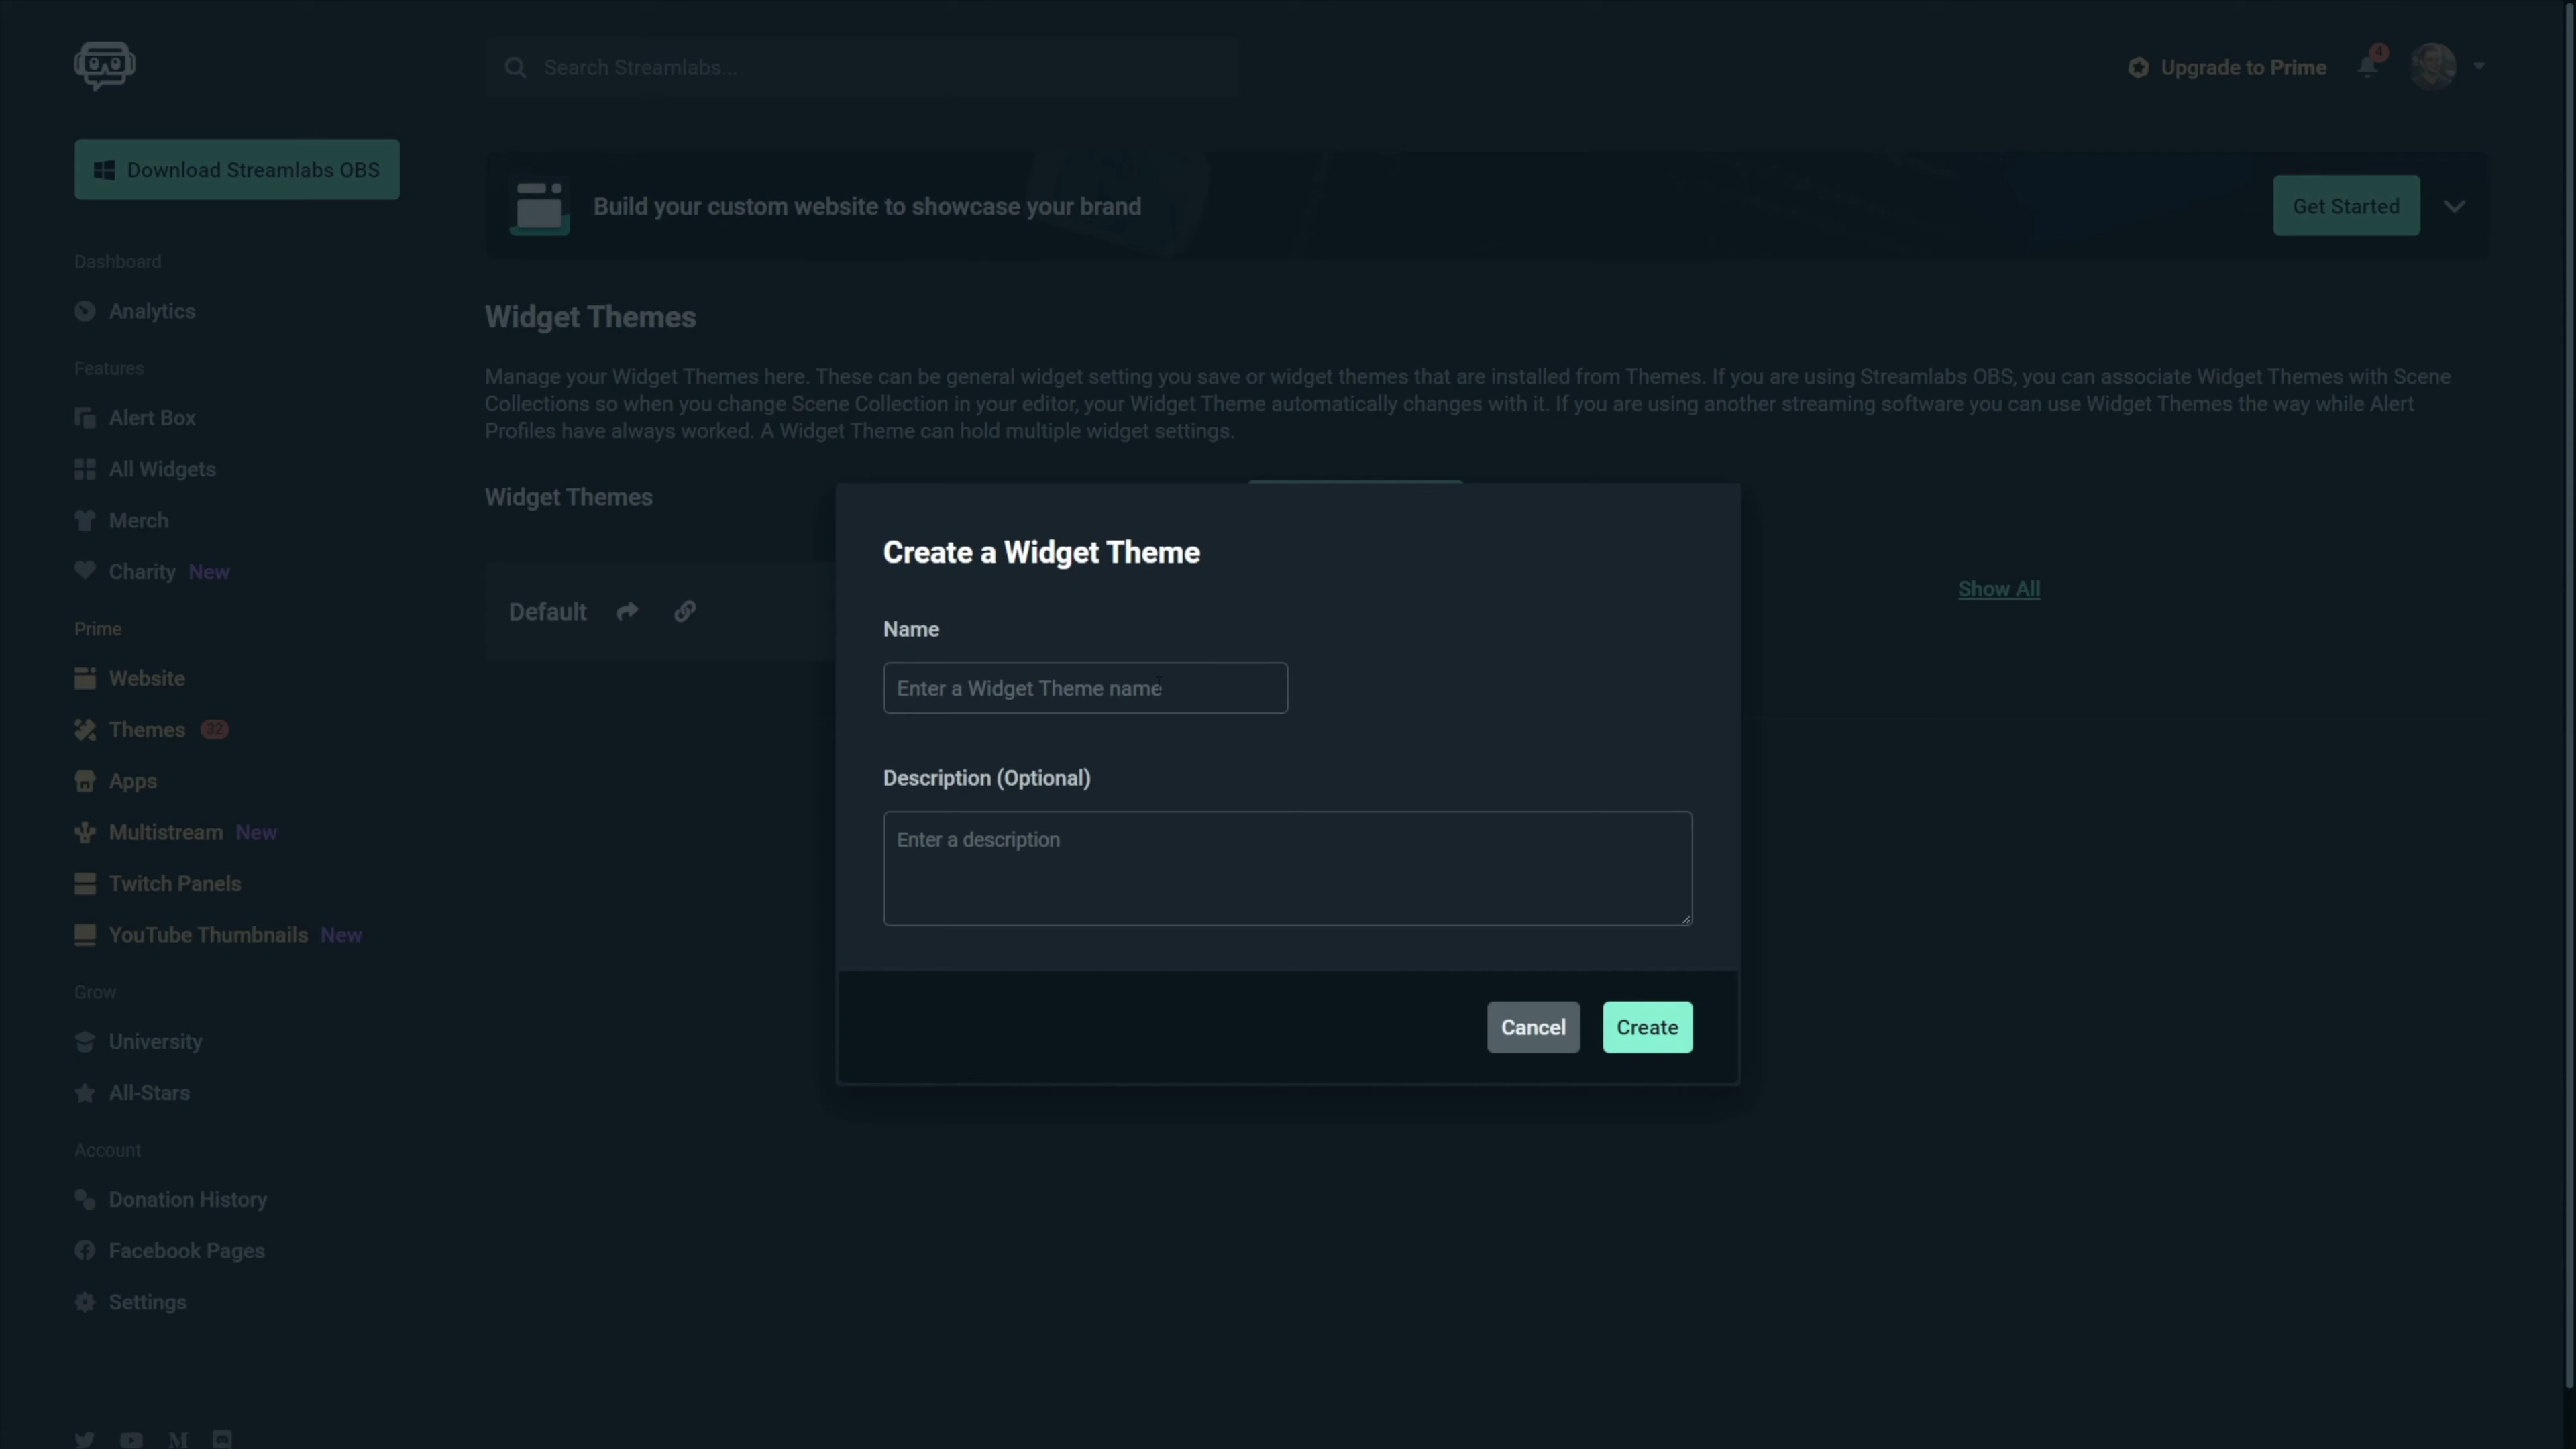 Search Streamlabs...
Upgrade to Prime
4
Download Streamlabs OBS
Build your custom website to showcase your brand
Get Started
Dashboard
Analytics
Features
Alert Box
All Widgets
Merch
Charity New
Prime
Website
Themes 32
Apps
Multistream New
Twitch Panels
YouTube Thumbnails New
Grow
University
All-Stars
Account
Donation History
Facebook Pages
Settings
Widget Themes
Manage your Widget Themes here. These can be general widget setting you save or widget themes that are installed from Themes. If you are using Streamlabs OBS, you can associate Widget Themes with Scene
Collections so when you change Scene Collection in your editor, your Widget Theme automatically changes with it. If you are using another streaming software you can use Widget Themes the way while Alert
Profiles have always worked. A Widget Theme can hold multiple widget settings.
Widget Themes
Default
Show All
Create a Widget Theme
Name
Enter a Widget Theme name
Description (Optional)
Enter a description
Cancel
Create